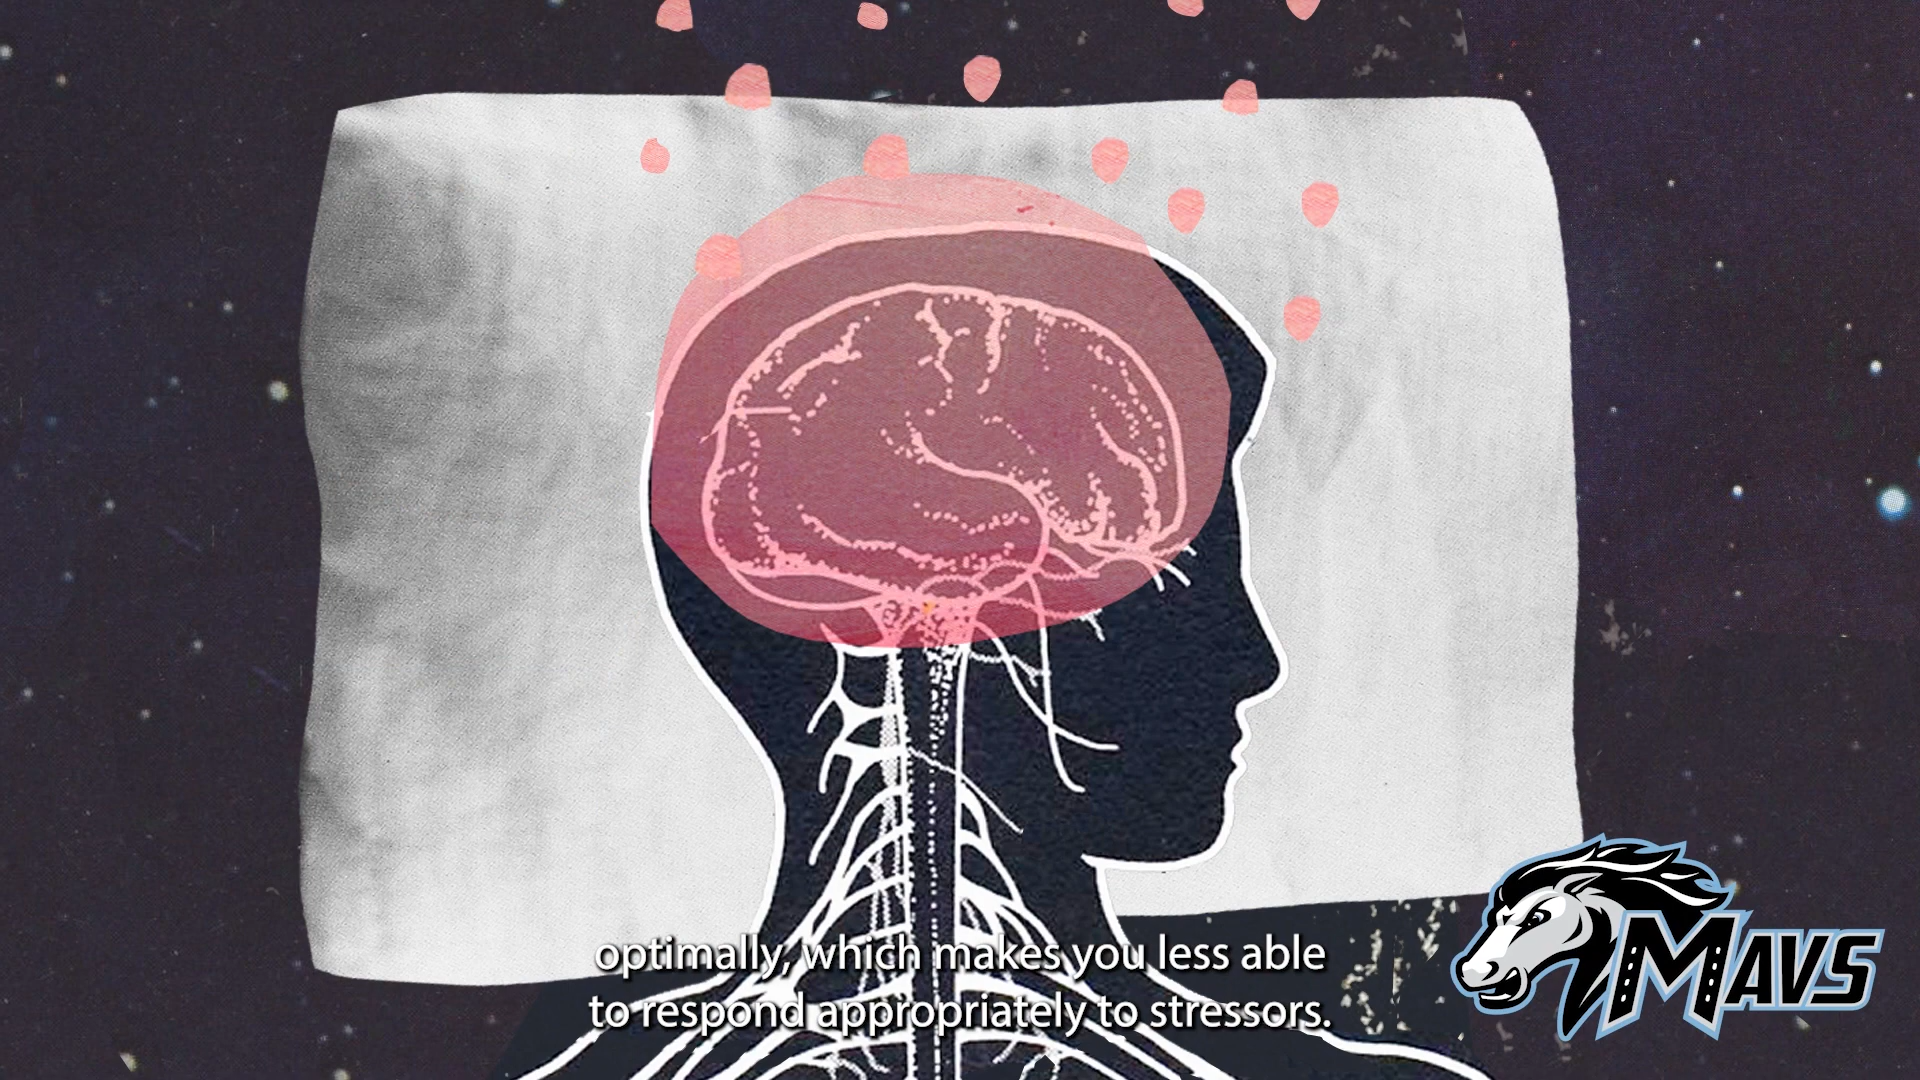 optimally, which makes you less able
to respond appropriately to stressors.
MAVS